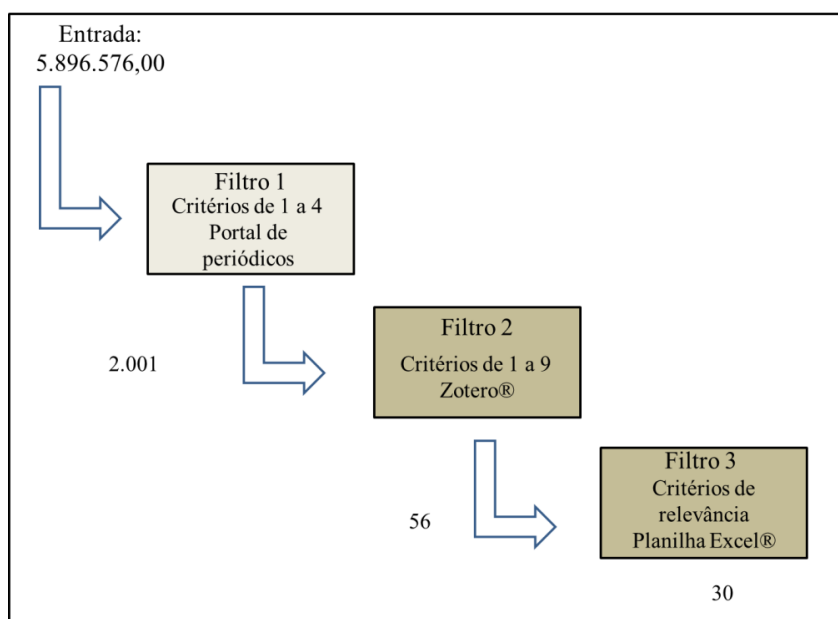 Entrada:
5.896.576,00
Filtro 1
Critérios de 1 a 4
Portal de
periódicos
2.001
Filtro 2
Critérios de 1 a 9
Zotero®
56
Filtro 3
Critérios de
relevância
Planilha Excel®
30